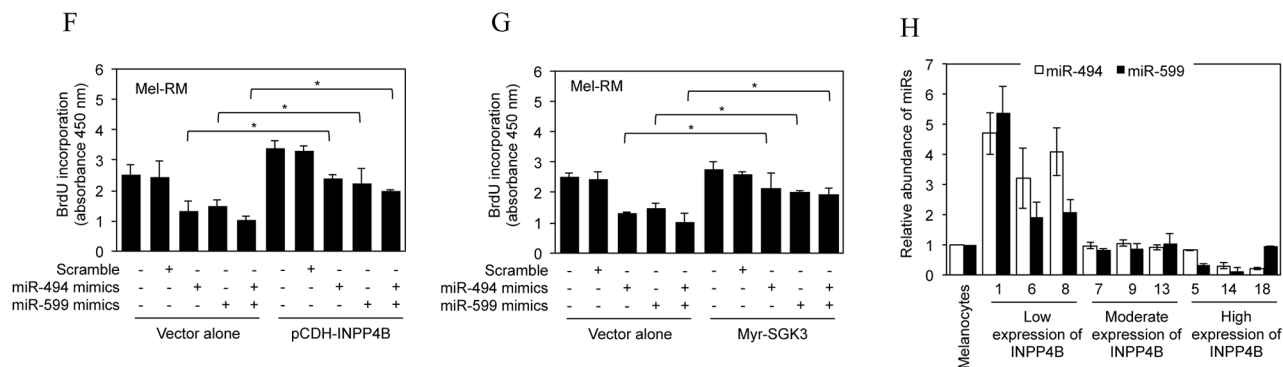 F
Mel-RM
BrdU incorporation
(absorbance 450 nm)
6
5
4
3
2
1
0
*
*
*
Scramble - + - - - - + - - -
miR-494 mimics - - + - + - - + - +
miR-599 mimics - - - + + - - - + +
Vector alone pCDH-INPP4B
G
Mel-RM
BrdU incorporation
(absorbance 450 nm)
6
5
4
3
2
1
0
*
*
*
Scramble - + - - - - + - - -
miR-494 mimics - - + - + - - + - +
miR-599 mimics - - - + + - - - + +
Vector alone Myr-SGK3
H
Relative abundance of miRs
7
6
5
4
3
2
1
0
miR-494 miR-599
Melanocytes
1 6 8 7 9 13 5 14 18
Low Moderate High
expression of expression of expression of
INPP4B INPP4B INPP4B